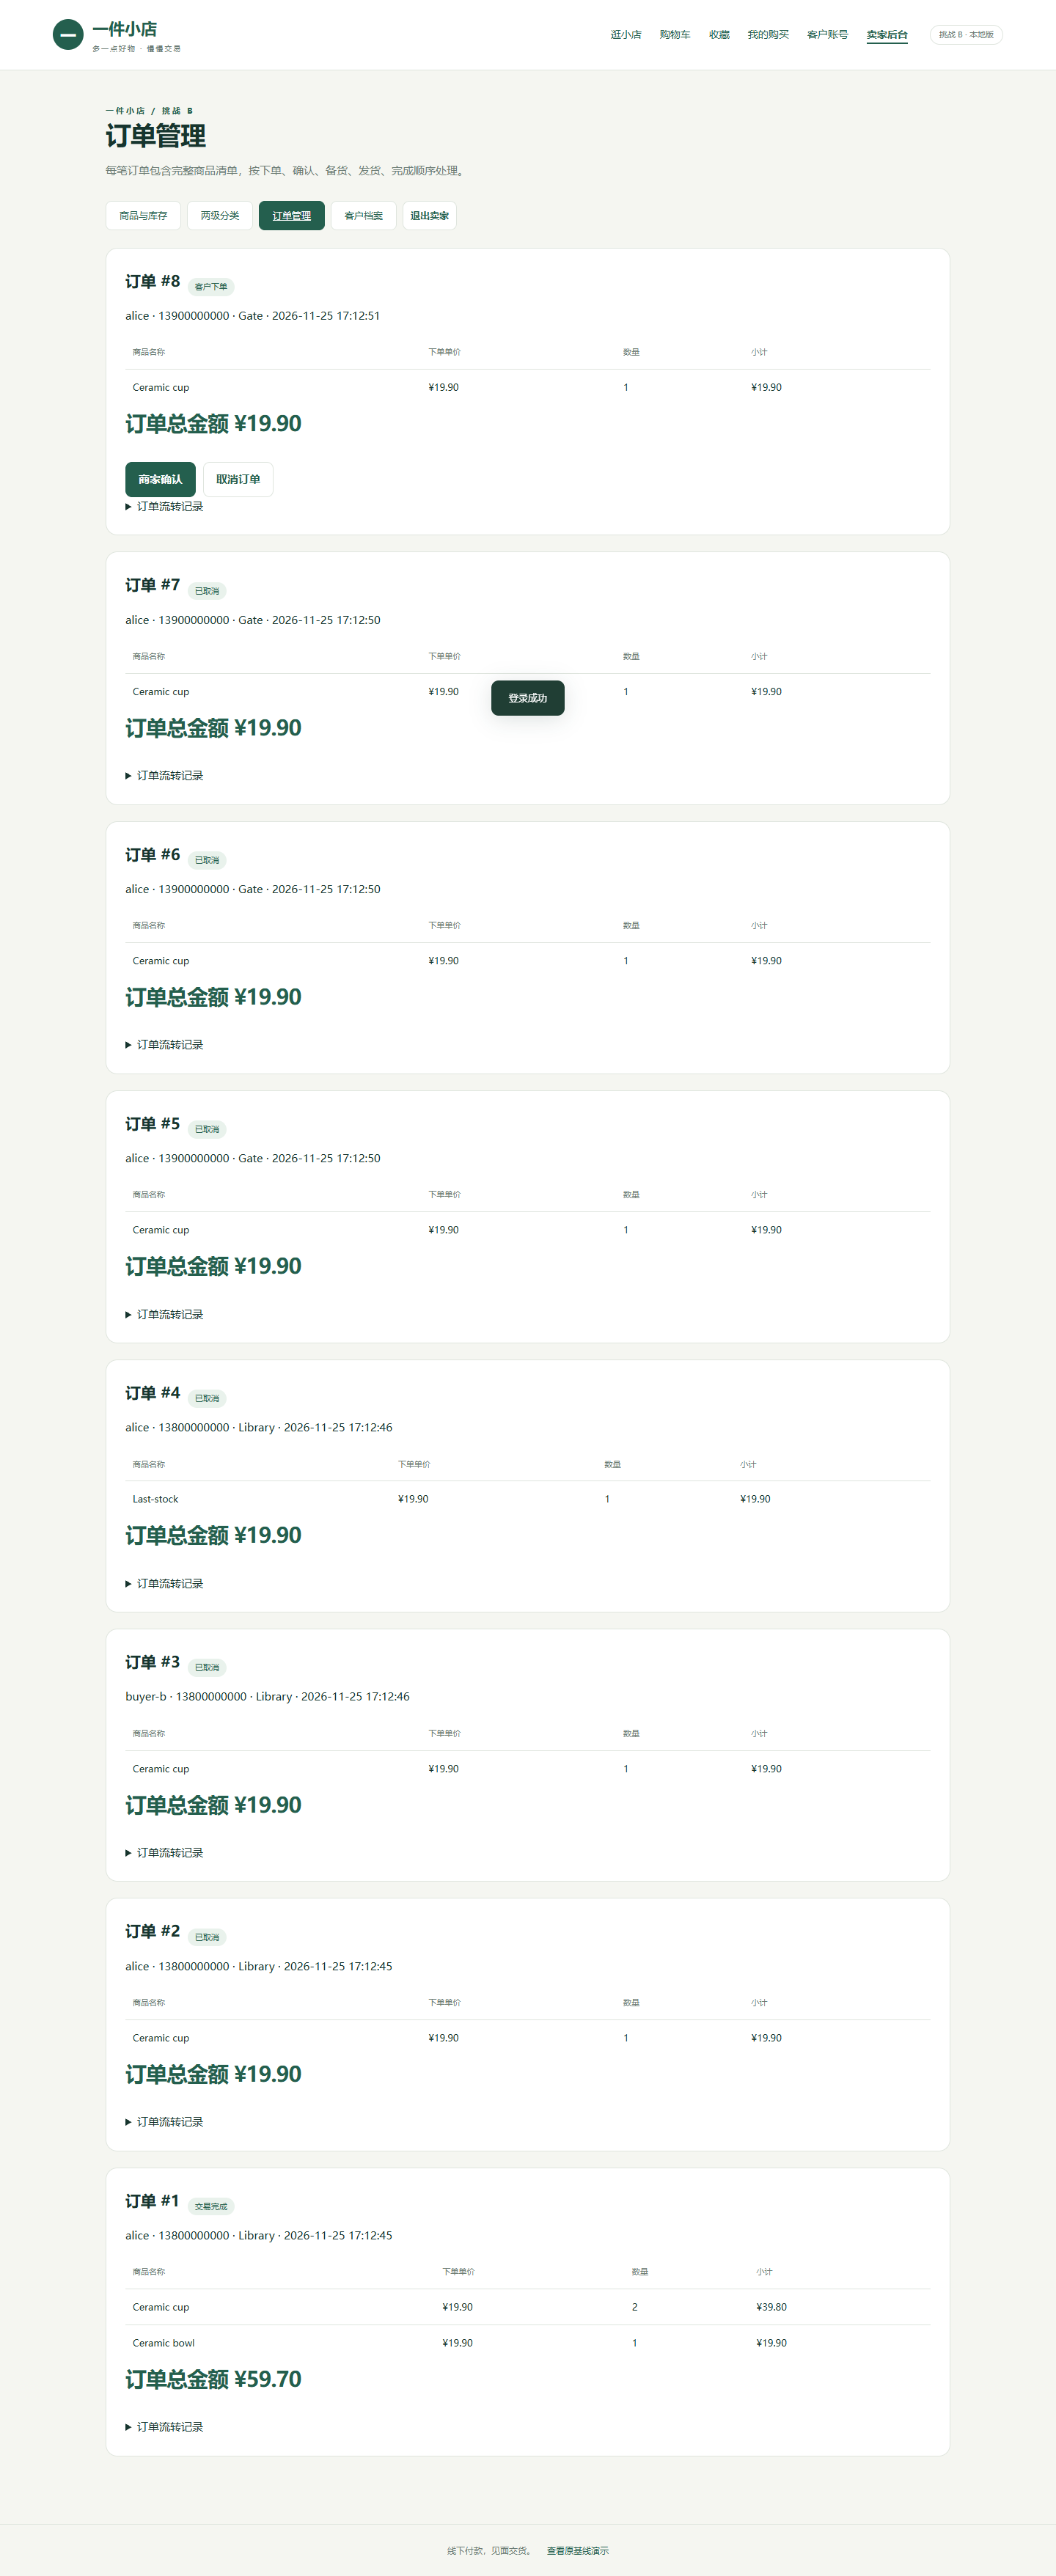 一件小店
多一点好物 · 慢慢交易
逛小店 购物车 收藏 我的购买 客户账号 卖家后台 挑战 B · 本地版
一件小店 / 挑战 B
订单管理
每笔订单包含完整商品清单，按下单、确认、备货、发货、完成顺序处理。
商品与库存 两级分类 订单管理 客户档案 退出卖家
订单 #8 客户下单
alice · 13900000000 · Gate · 2026-11-25 17:12:51
商品名称 下单单价 数量 小计
Ceramic cup ¥19.90 1 ¥19.90
订单总金额 ¥19.90
商家确认 取消订单
▶ 订单流转记录
订单 #7 已取消
alice · 13900000000 · Gate · 2026-11-25 17:12:50
商品名称 下单单价 数量 小计
Ceramic cup ¥19.90 1 ¥19.90
登录成功
订单总金额 ¥19.90
▶ 订单流转记录
订单 #6 已取消
alice · 13900000000 · Gate · 2026-11-25 17:12:50
商品名称 下单单价 数量 小计
Ceramic cup ¥19.90 1 ¥19.90
订单总金额 ¥19.90
▶ 订单流转记录
订单 #5 已取消
alice · 13900000000 · Gate · 2026-11-25 17:12:50
商品名称 下单单价 数量 小计
Ceramic cup ¥19.90 1 ¥19.90
订单总金额 ¥19.90
▶ 订单流转记录
订单 #4 已取消
alice · 13800000000 · Library · 2026-11-25 17:12:46
商品名称 下单单价 数量 小计
Last-stock ¥19.90 1 ¥19.90
订单总金额 ¥19.90
▶ 订单流转记录
订单 #3 已取消
buyer-b · 13800000000 · Library · 2026-11-25 17:12:46
商品名称 下单单价 数量 小计
Ceramic cup ¥19.90 1 ¥19.90
订单总金额 ¥19.90
▶ 订单流转记录
订单 #2 已取消
alice · 13800000000 · Library · 2026-11-25 17:12:45
商品名称 下单单价 数量 小计
Ceramic cup ¥19.90 1 ¥19.90
订单总金额 ¥19.90
▶ 订单流转记录
订单 #1 交易完成
alice · 13800000000 · Library · 2026-11-25 17:12:45
商品名称 下单单价 数量 小计
Ceramic cup ¥19.90 2 ¥39.80
Ceramic bowl ¥19.90 1 ¥19.90
订单总金额 ¥59.70
▶ 订单流转记录
线下付款，见面交货。 查看原基线演示